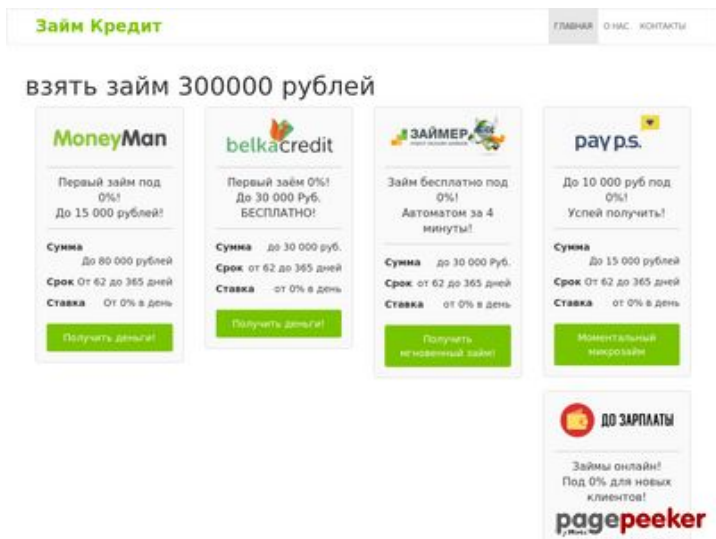 Займ Кредит
ГЛАВНАЯ О НАС КОНТАКТЫ
взять займ 300000 рублей
MoneyMan
Первый займ под
0%!
До 15 000 рублей!
Сумма
До 80 000 рублей
Срок От 62 до 365 дней
Ставка От 0% в день
Получить деньги!
belkacredit
Первый заём 0%!
До 30 000 Руб.
БЕСПЛАТНО!
Сумма до 30 000 руб.
Срок от 62 до 365 дней
Ставка от 0% в день
Получить деньги!
ЗАЙМЕР
Займ бесплатно под
0%!
Автоматом за 4
минуты!
Сумма до 30 000 Руб.
Срок от 62 до 365 дней
Ставка от 0% в день
Получить
мгновенный займ!
pay p.s.
До 10 000 руб под
0%!
Успей получить!
Сумма
До 15 000 рублей
Срок От 62 до 365 дней
Ставка от 0% в день
Моментальный
микрозайм
ДО ЗАРПЛАТЫ
Займы онлайн!
Под 0% для новых
клиентов!
pagepeeker